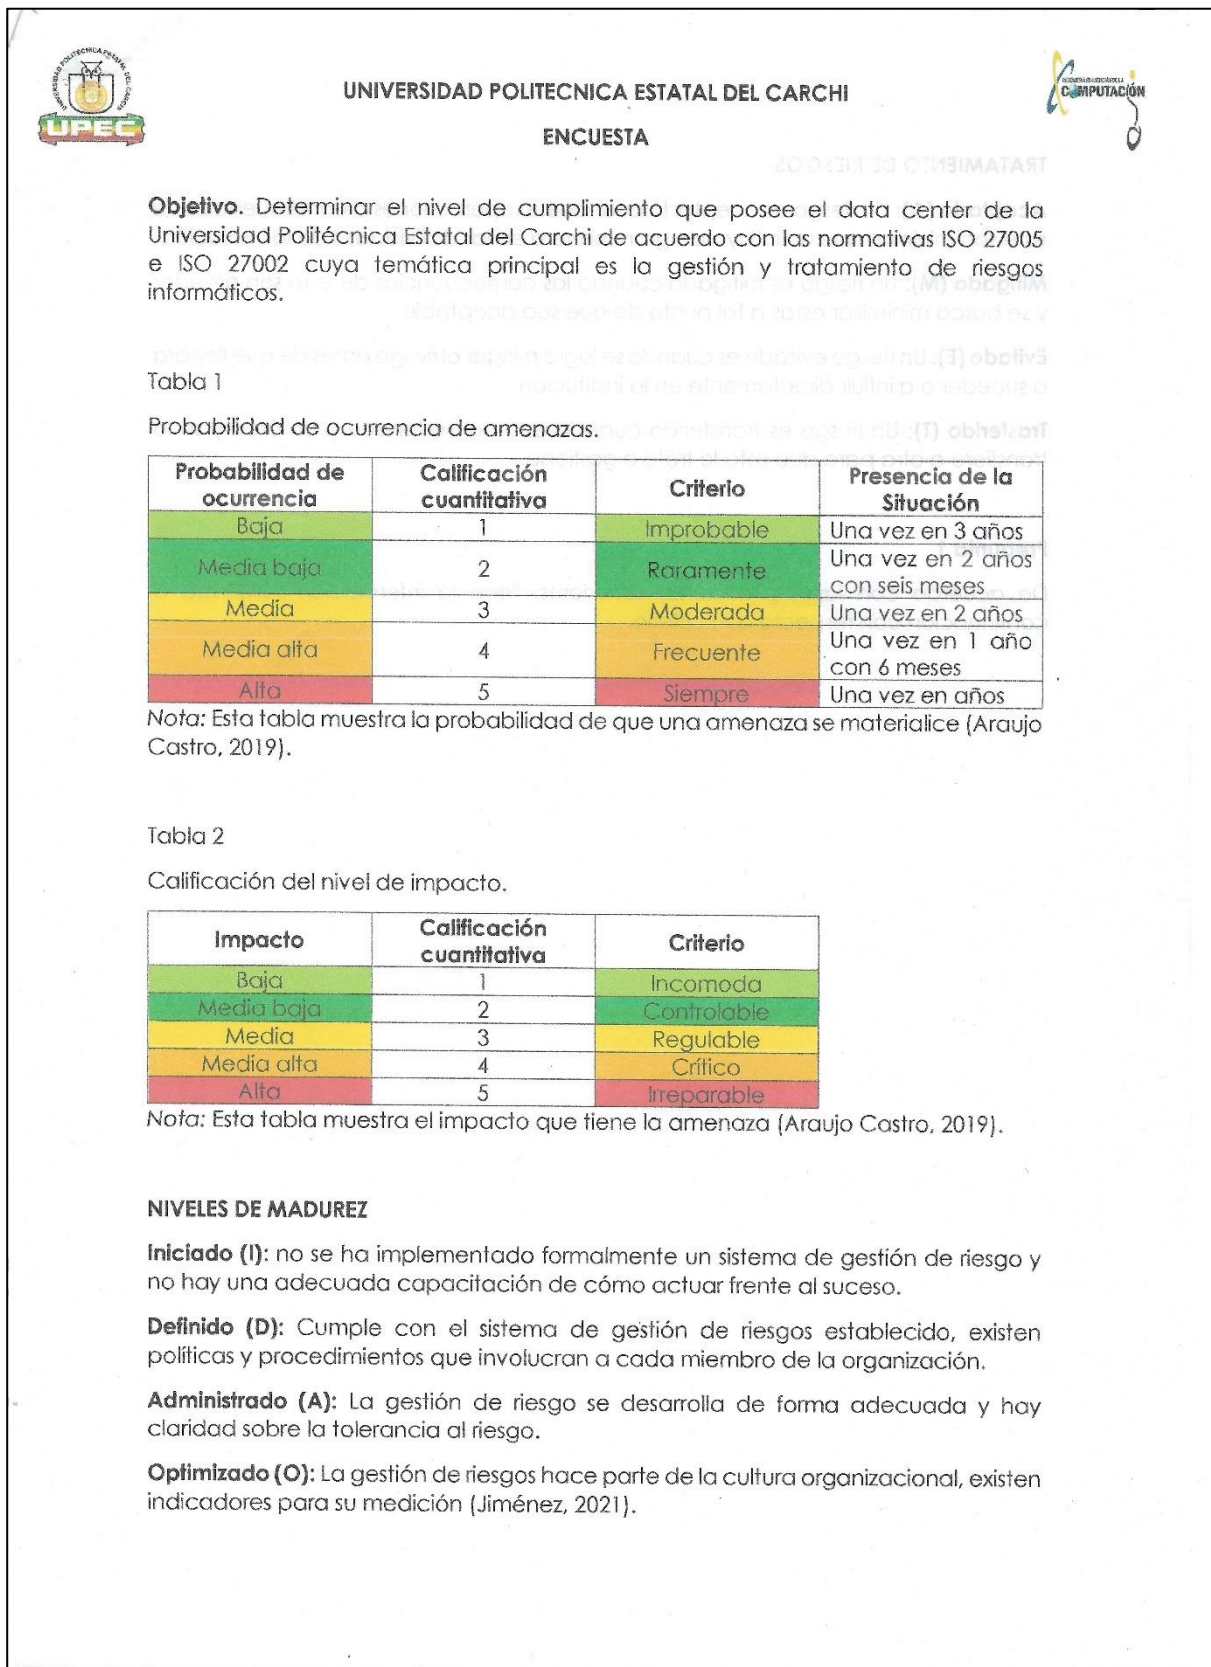 UNIVERSIDAD POLITECNICA ESTATAL DEL CARCHI
UPEC
COMPUTACIÓN
ENCUESTA
TRATAMIENTO DE RIESGOS
Objetivo. Determinar el nivel de cumplimiento que posee el data center de la
Universidad Politécnica Estatal del Carchi de acuerdo con las normativas ISO 27005
e ISO 27002 cuya temática principal es la gestión y tratamiento de riesgos
informáticos.
Tabla 1
Probabilidad de ocurrencia de amenazas.
Probabilidad de ocurrencia Calificación cuantitativa Criterio Presencia de la Situación
Baja 1 Improbable Una vez en 3 años
Media baja 2 Raramente Una vez en 2 años con seis meses
Media 3 Moderada Una vez en 2 años
Media alta 4 Frecuente Una vez en 1 año con 6 meses
Alta 5 Siempre Una vez en años
Nota: Esta tabla muestra la probabilidad de que una amenaza se materialice (Araujo
Castro, 2019).
Tabla 2
Calificación del nivel de impacto.
Impacto Calificación cuantitativa Criterio
Baja 1 Incomoda
Media baja 2 Controlable
Media 3 Regulable
Media alta 4 Crítico
Alta 5 Irreparable
Nota: Esta tabla muestra el impacto que tiene la amenaza (Araujo Castro, 2019).
NIVELES DE MADUREZ
Iniciado (I): no se ha implementado formalmente un sistema de gestión de riesgo y
no hay una adecuada capacitación de cómo actuar frente al suceso.
Definido (D): Cumple con el sistema de gestión de riesgos establecido, existen
políticas y procedimientos que involucran a cada miembro de la organización.
Administrado (A): La gestión de riesgo se desarrolla de forma adecuada y hay
claridad sobre la tolerancia al riesgo.
Optimizado (O): La gestión de riesgos hace parte de la cultura organizacional, existen
indicadores para su medición (Jiménez, 2021).